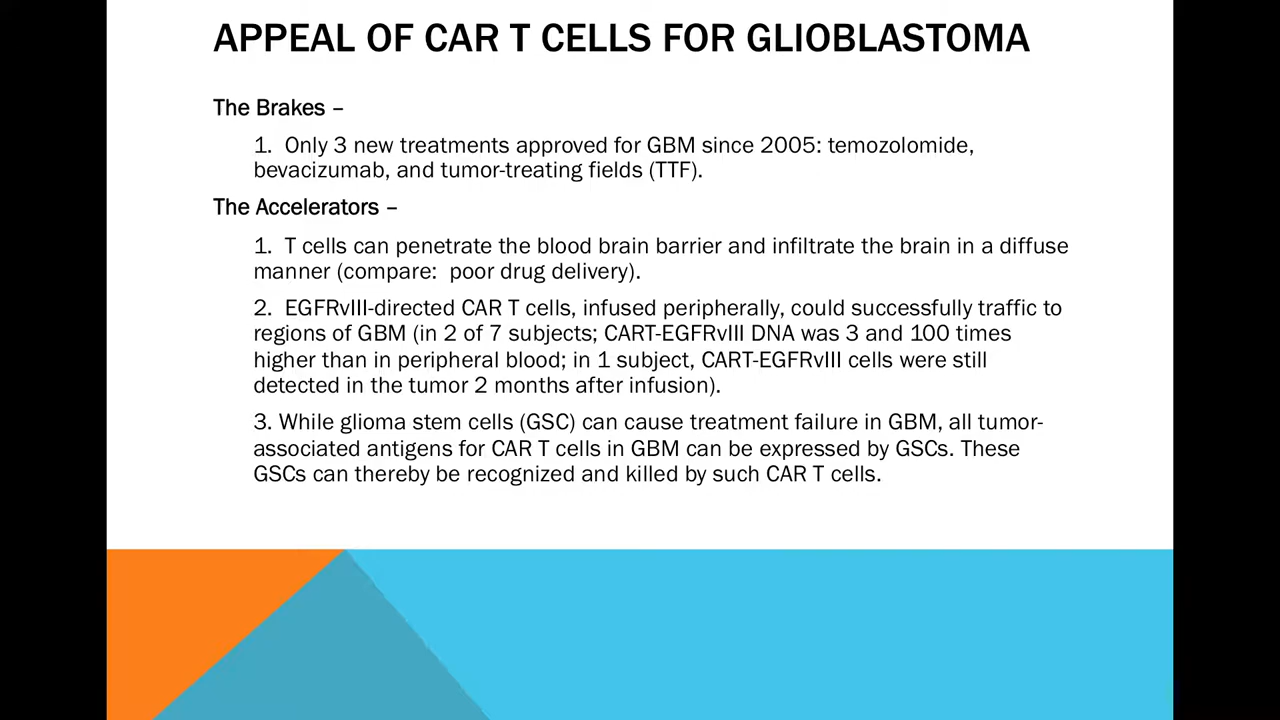 APPEAL OF CAR T CELLS FOR GLIOBLASTOMA
The Brakes –
1. Only 3 new treatments approved for GBM since 2005: temozolomide,
bevacizumab, and tumor-treating fields (TTF).
The Accelerators –
1. T cells can penetrate the blood brain barrier and infiltrate the brain in a diffuse
manner (compare: poor drug delivery).
2. EGFRvIII-directed CAR T cells, infused peripherally, could successfully traffic to
regions of GBM (in 2 of 7 subjects; CART-EGFRvIII DNA was 3 and 100 times
higher than in peripheral blood; in 1 subject, CART-EGFRvIII cells were still
detected in the tumor 2 months after infusion).
3. While glioma stem cells (GSC) can cause treatment failure in GBM, all tumor-
associated antigens for CAR T cells in GBM can be expressed by GSCs. These
GSCs can thereby be recognized and killed by such CAR T cells.